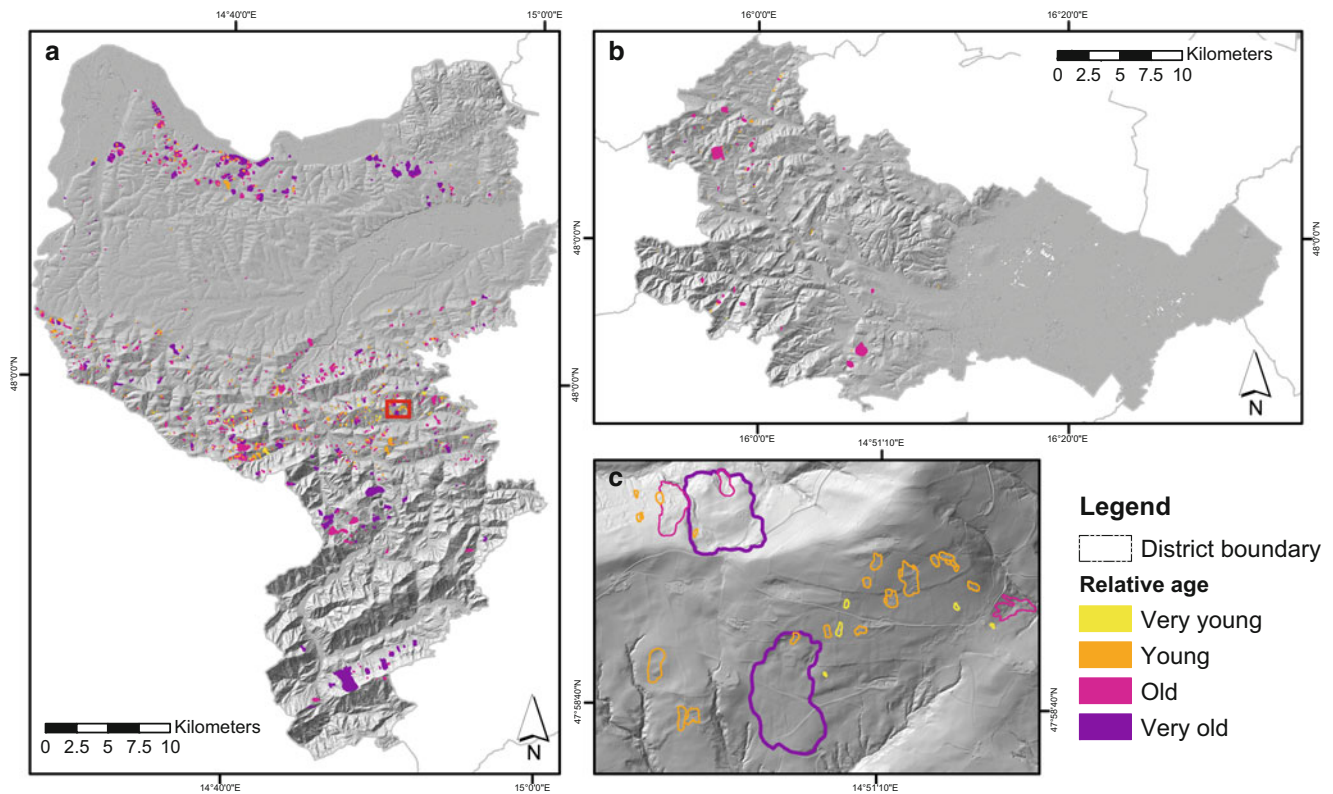 14°40'0"E
15°0'0"E
16°0'0"E
16°20'0"E
a
b
Kilometers
0 2.5 5 7.5 10
48°0'0"N
48°0'0"N
48°0'0"N
48°0'0"N
N
16°0'0"E
14°51'10"E
16°20'0"E
c
Legend
District boundary
Relative age
Very young
Young
Old
Very old
47°58'40"N
47°58'40"N
Kilometers
0 2.5 5 7.5 10
N
14°40'0"E
15°0'0"E
14°51'10"E